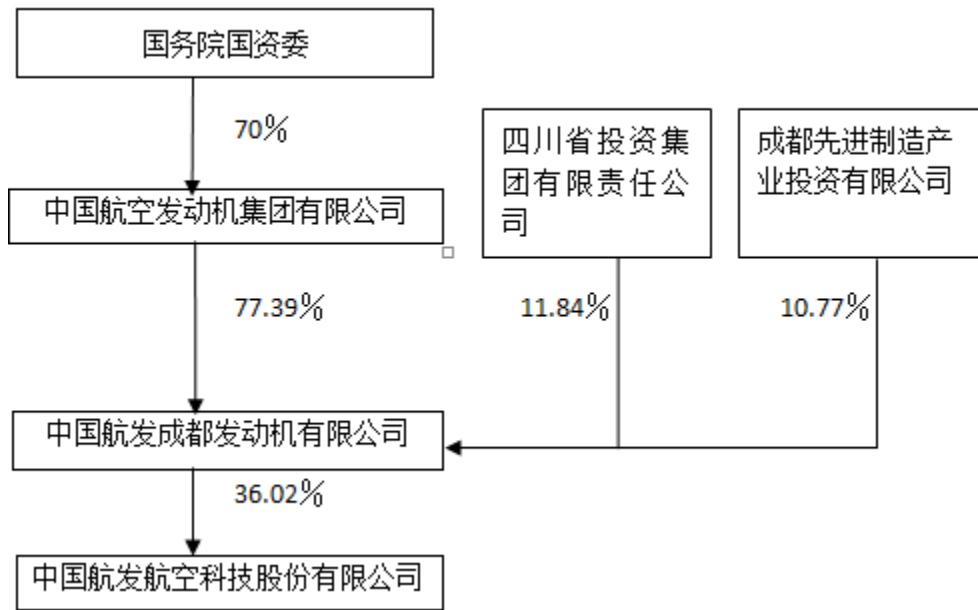 国务院国资委
70%
四川省投资集
团有限责任公
司
成都先进制造产
业投资有限公司
中国航空发动机集团有限公司
77.39%
11.84%
10.77%
中国航发成都发动机有限公司
36.02%
中国航发航空科技股份有限公司